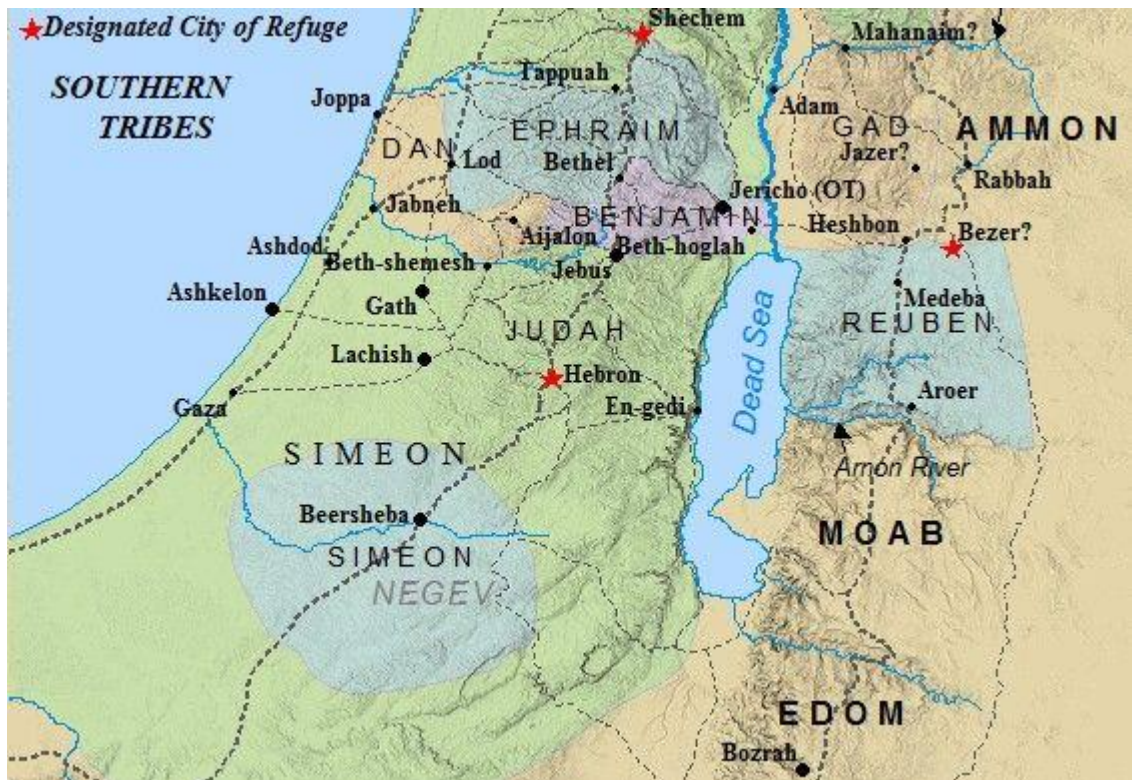 Designated City of Refuge
SOUTHERN
TRIBES
Shechem
Mahanaim?
Tappuah
Joppa
Adam
EPHRAIM
GAD
AMMON
DAN
Lod
Bethel
Jazer?
Rabbah
Jericho (OT)
Jabneh
BENJAMIN
Heshbon
Bezer?
Aijalon
Beth-hoglah
Ashdod
Beth-shemesh
Jebus
Ashkelon
Gath
Medeba
JUDAH
REUBEN
Lachish
Hebron
Dead Sea
Gaza
En-gedi
Aroer
SIMEON
Arnon River
Beersheba
MOAB
SIMEON
NEGEV
EDOM
Bozrah